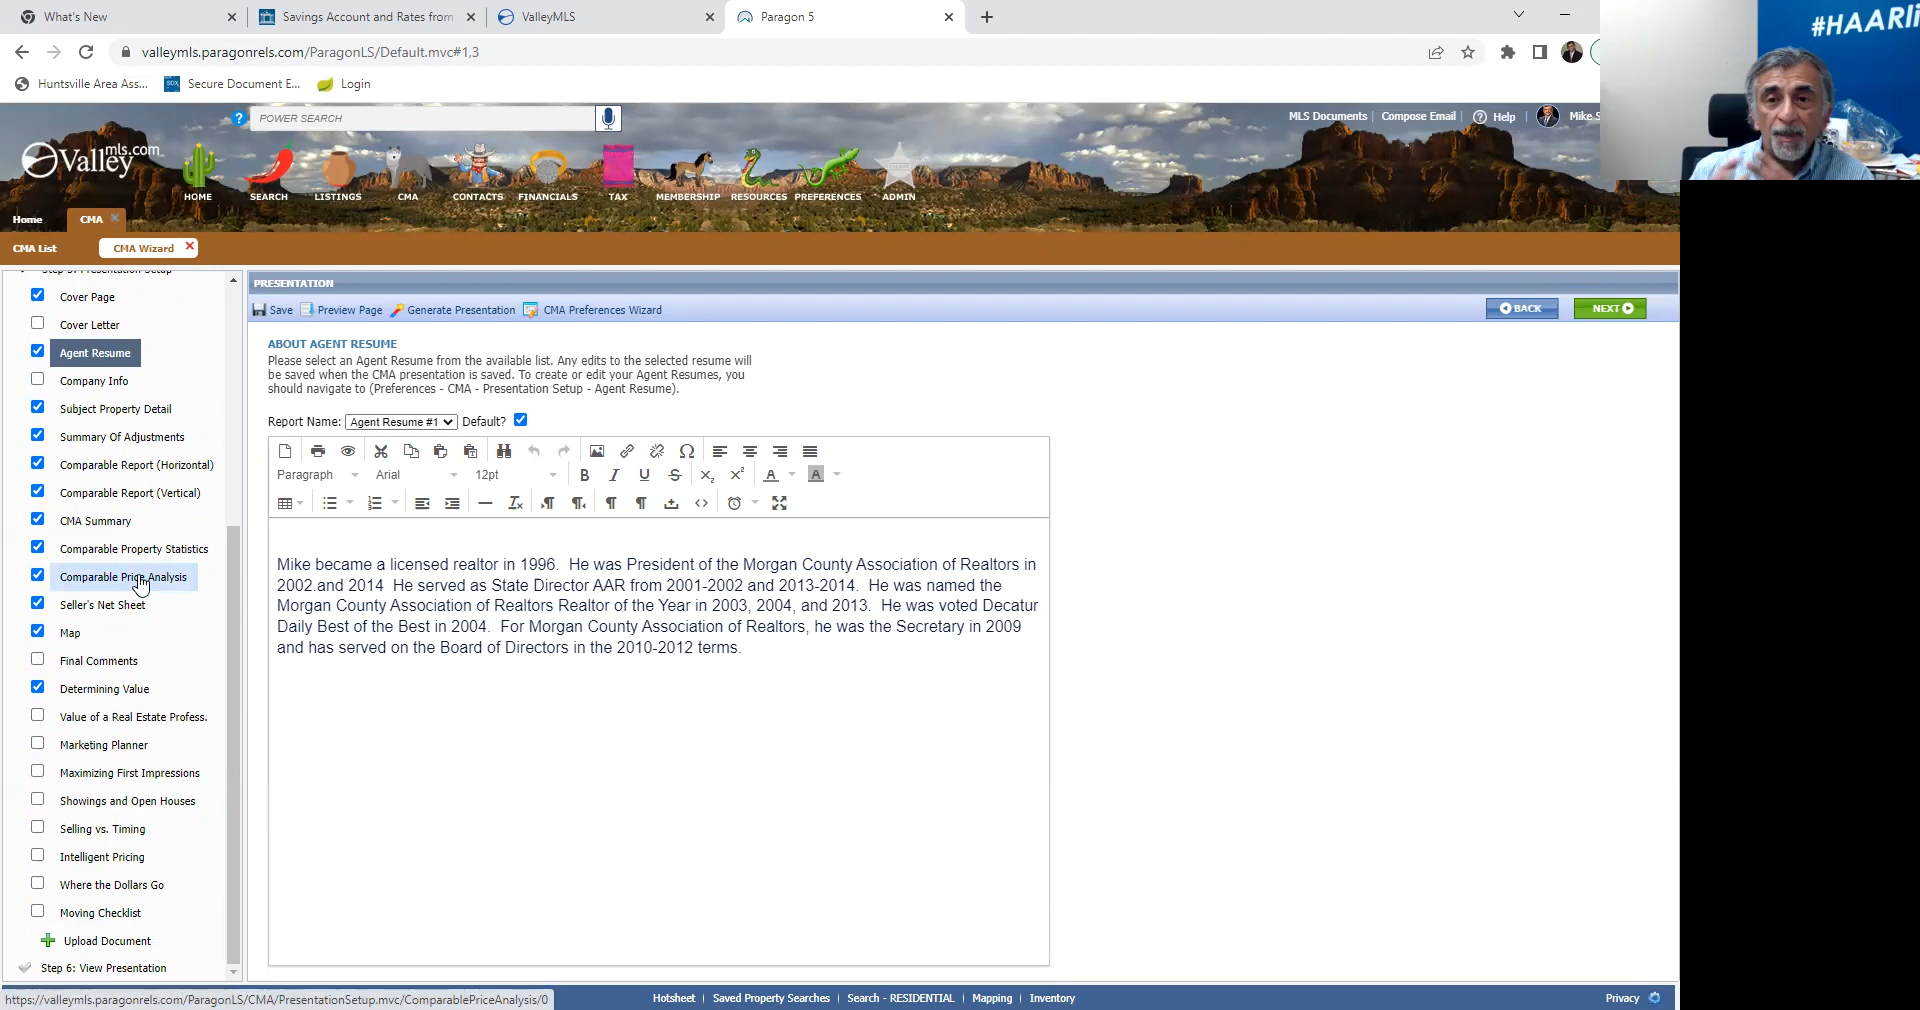 What's New
Savings Account and Rates from
ValleyMLS
Paragon 5
valleymls.paragonrels.com/ParagonLS/Default.mvc#1,3
Huntsville Area Ass...
Secure Document E...
Login
#HAARli
? POWER SEARCH
MLS Documents | Compose Email | ? Help | Mike S
Valley mls.com
HOME SEARCH LISTINGS CMA CONTACTS FINANCIALS TAX MEMBERSHIP RESOURCES PREFERENCES ADMIN
Home CMA
CMA List CMA Wizard
Step 5: Presentation Setup
Cover Page
Cover Letter
Agent Resume
Company Info
Subject Property Detail
Summary Of Adjustments
Comparable Report (Horizontal)
Comparable Report (Vertical)
CMA Summary
Comparable Property Statistics
Comparable Price Analysis
Seller's Net Sheet
Map
Final Comments
Determining Value
Value of a Real Estate Profess.
Marketing Planner
Maximizing First Impressions
Showings and Open Houses
Selling vs. Timing
Intelligent Pricing
Where the Dollars Go
Moving Checklist
Upload Document
Step 6: View Presentation
PRESENTATION
Save Preview Page Generate Presentation CMA Preferences Wizard BACK NEXT
ABOUT AGENT RESUME
Please select an Agent Resume from the available list. Any edits to the selected resume will
be saved when the CMA presentation is saved. To create or edit your Agent Resumes, you
should navigate to (Preferences - CMA - Presentation Setup - Agent Resume).
Report Name: Agent Resume #1 Default?
Paragraph Arial 12pt
Mike became a licensed realtor in 1996. He was President of the Morgan County Association of Realtors in
2002.and 2014 He served as State Director AAR from 2001-2002 and 2013-2014. He was named the
Morgan County Association of Realtors Realtor of the Year in 2003, 2004, and 2013. He was voted Decatur
Daily Best of the Best in 2004. For Morgan County Association of Realtors, he was the Secretary in 2009
and has served on the Board of Directors in the 2010-2012 terms.
https://valleymls.paragonrels.com/ParagonLS/CMA/PresentationSetup.mvc/ComparablePriceAnalysis/0
Hotsheet | Saved Property Searches | Search - RESIDENTIAL | Mapping | Inventory
Privacy